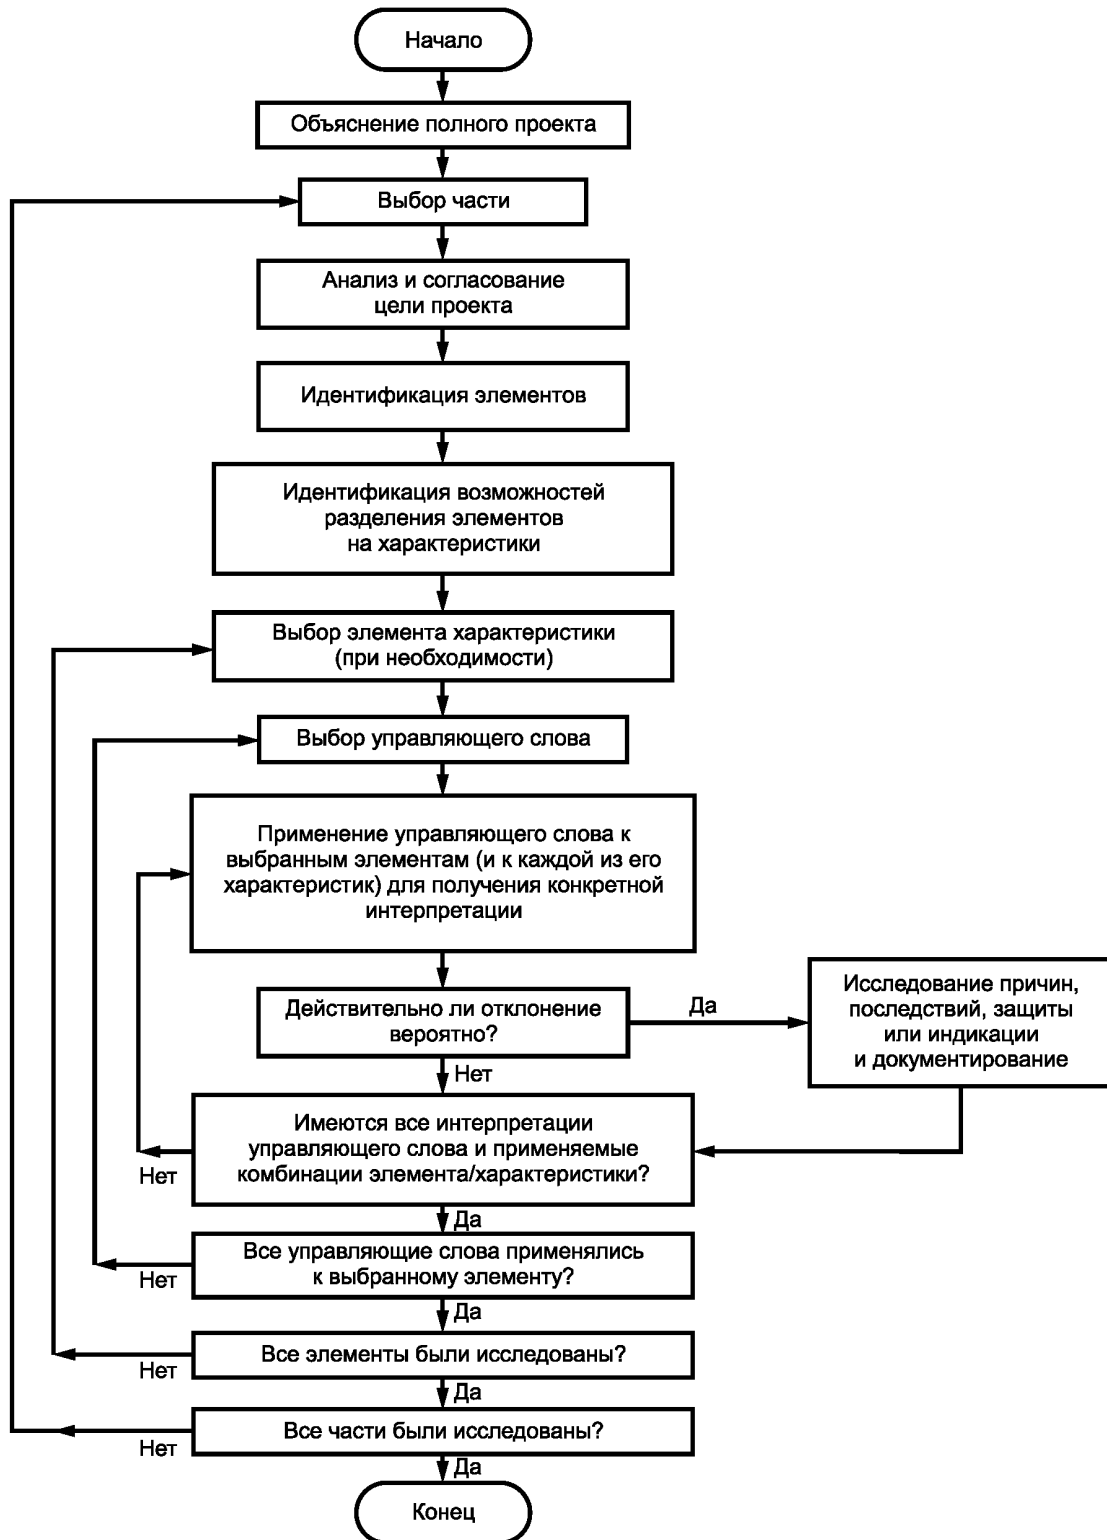 Начало
Объяснение полного проекта
Выбор части
Анализ и согласование
цели проекта
Идентификация элементов
Идентификация возможностей
разделения элементов
на характеристики
Выбор элемента характеристики
(при необходимости)
Выбор управляющего слова
Применение управляющего слова к
выбранным элементам (и к каждой из его
характеристик) для получения конкретной
интерпретации
Действительно ли отклонение
вероятно?
Да
Исследование причин,
последствий, защиты
или индикации
и документирование
Нет
Имеются все интерпретации
управляющего слова и применяемые
комбинации элемента/характеристики?
Нет
Да
Все управляющие слова применялись
к выбранному элементу?
Нет
Да
Все элементы были исследованы?
Нет
Да
Все части были исследованы?
Нет
Да
Конец